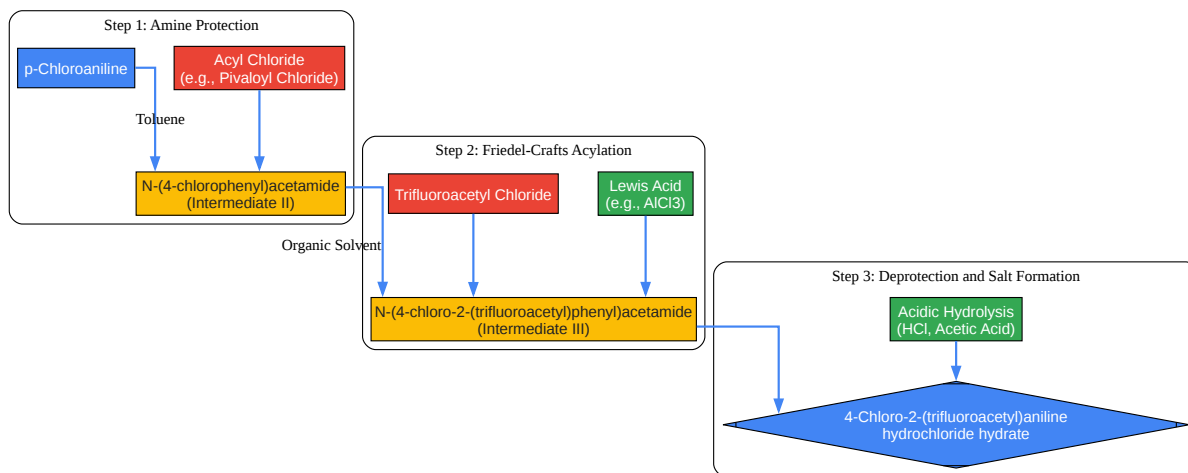 Step 1: Amine Protection
p-Chloroaniline
Acyl Chloride
(e.g., Pivaloyl Chloride)
Toluene
N-(4-chlorophenyl)acetamide
(Intermediate II)
Step 2: Friedel-Crafts Acylation
Trifluoroacetyl Chloride
Lewis Acid
(e.g., AlCl3)
Organic Solvent
N-(4-chloro-2-(trifluoroacetyl)phenyl)acetamide
(Intermediate III)
Step 3: Deprotection and Salt Formation
Acidic Hydrolysis
(HCl, Acetic Acid)
4-Chloro-2-(trifluoroacetyl)aniline
hydrochloride hydrate